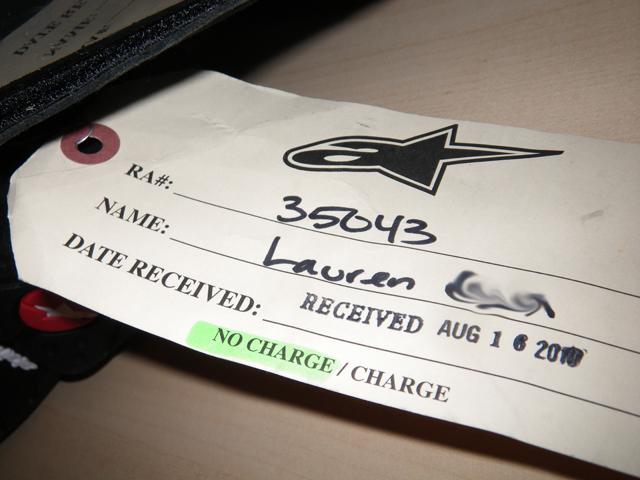 RA#: 35043
NAME: Lauren
DATE RECEIVED: RECEIVED AUG 16 2010
NO CHARGE / CHARGE